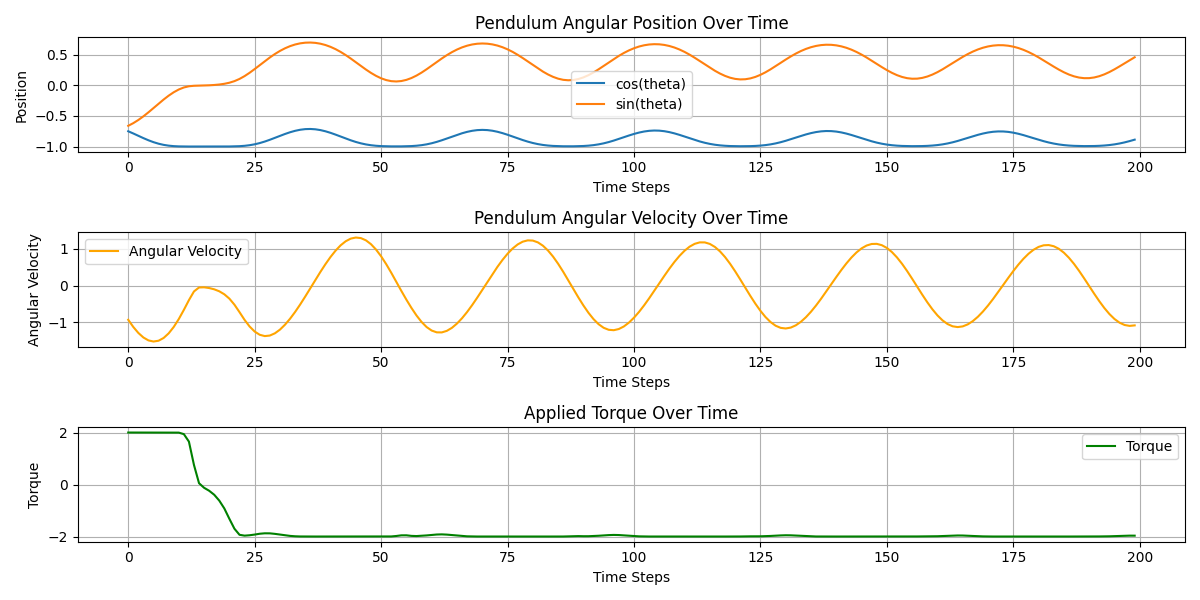 Pendulum Angular Position Over Time
Position
0.5
0.0
−0.5
−1.0
cos(theta)
sin(theta)
0 25 50 75 100 125 150 175 200
Time Steps
Pendulum Angular Velocity Over Time
Angular Velocity
1
0
−1
Angular Velocity
0 25 50 75 100 125 150 175 200
Time Steps
Applied Torque Over Time
Torque
2
0
−2
Torque
0 25 50 75 100 125 150 175 200
Time Steps